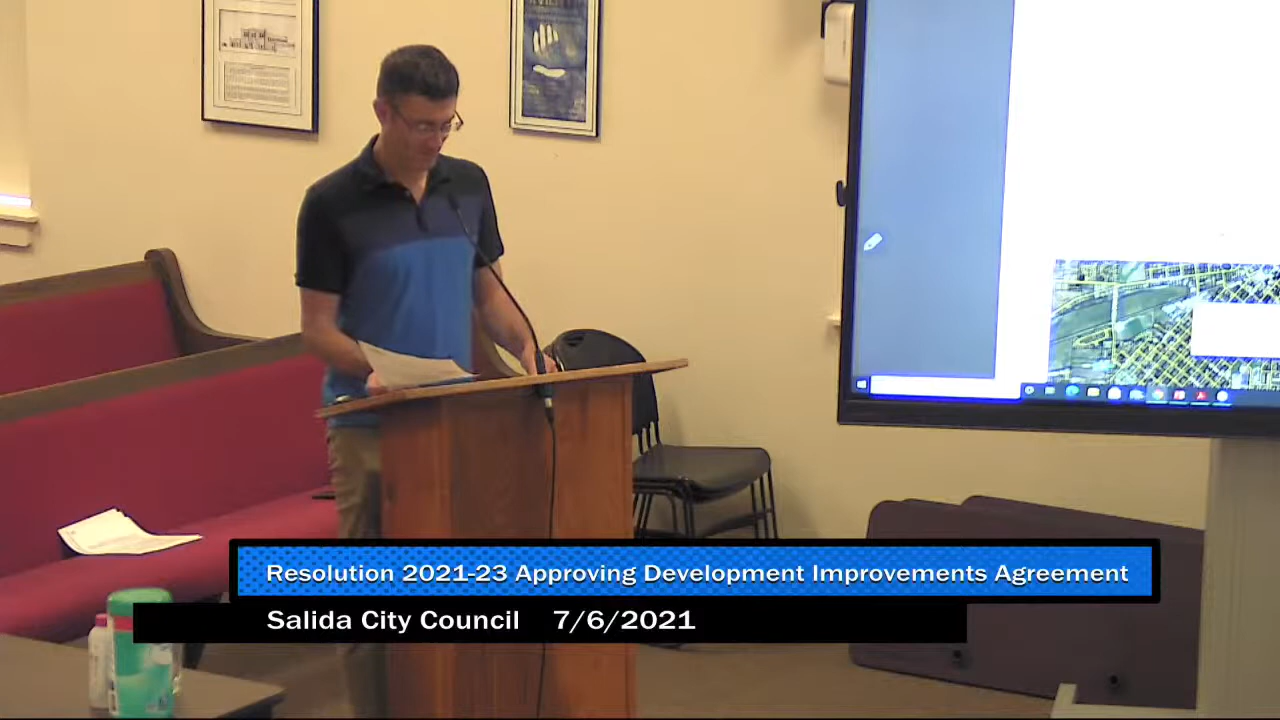 Resolution 2021-23 Approving Development Improvements Agreement
Salida City Council 7/6/2021